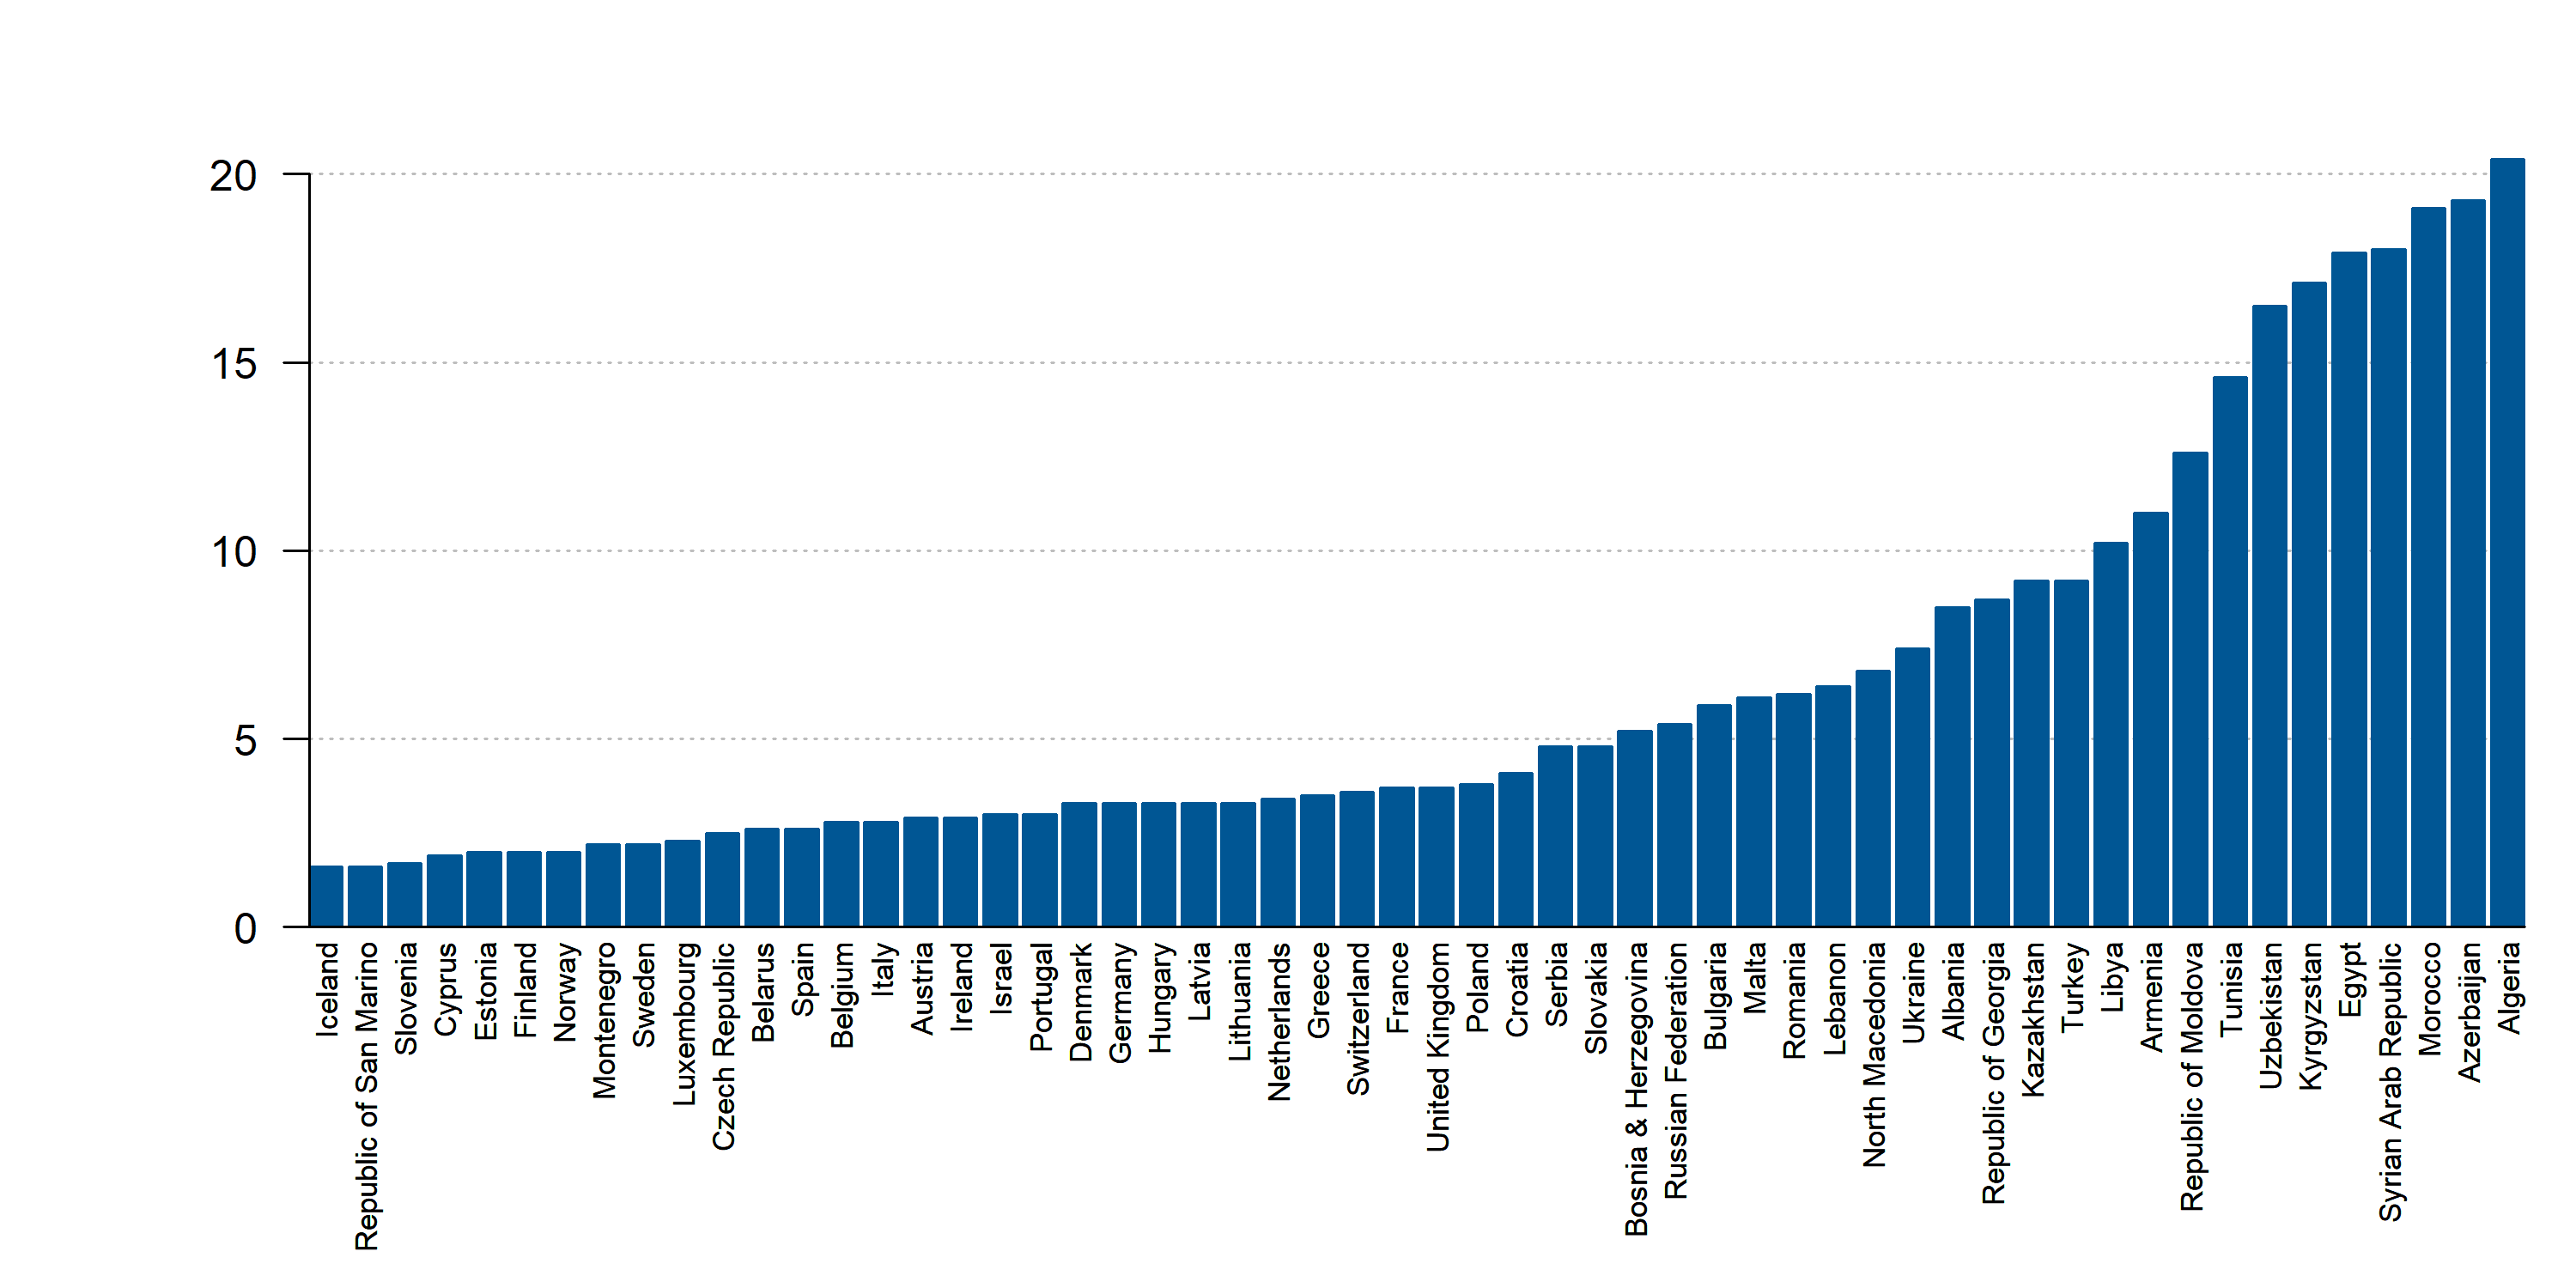 20
15
10
5
0
Iceland
Republic of San Marino
Slovenia
Cyprus
Estonia
Finland
Norway
Montenegro
Sweden
Luxembourg
Czech Republic
Belarus
Spain
Belgium
Italy
Austria
Ireland
Israel
Portugal
Denmark
Germany
Hungary
Latvia
Lithuania
Netherlands
Greece
Switzerland
France
United Kingdom
Poland
Croatia
Serbia
Slovakia
Bosnia & Herzegovina
Russian Federation
Bulgaria
Malta
Romania
Lebanon
North Macedonia
Ukraine
Albania
Republic of Georgia
Kazakhstan
Turkey
Libya
Armenia
Republic of Moldova
Tunisia
Uzbekistan
Kyrgyzstan
Egypt
Syrian Arab Republic
Morocco
Azerbaijan
Algeria